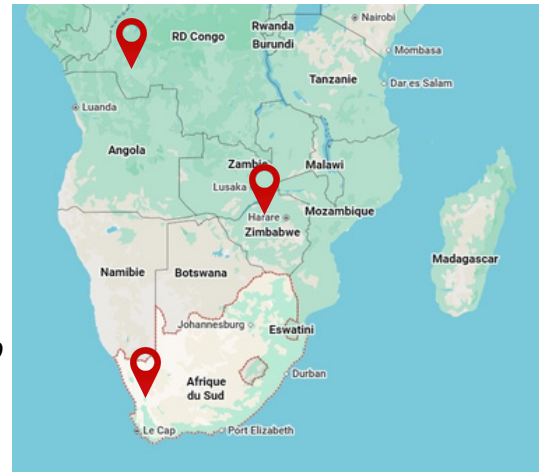 Nairobi
Rwanda
RD Congo
Burundi
Mombasa
Tanzanie
Dar es Salam
Luanda
Angola
Zambie
Malawi
Lusaka
Harare
Mozambique
Zimbabwe
Madagascar
Namibie
Botswana
Johannesburg
Eswatini
Durban
Afrique
du Sud
Le Cap
Port Elizabeth